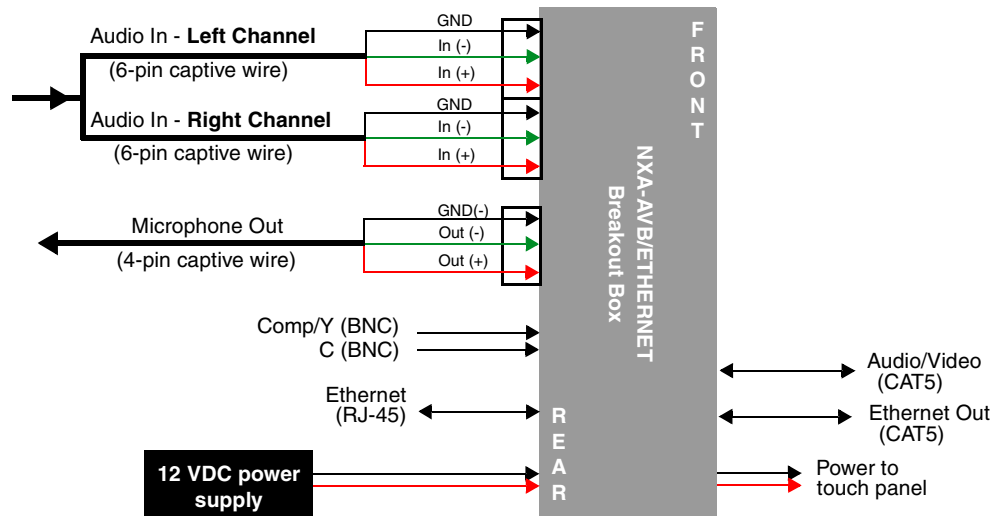 Audio In - Left Channel
(6-pin captive wire)
GND
In (-)
In (+)
Audio In - Right Channel
(6-pin captive wire)
GND
In (-)
In (+)
Microphone Out
(4-pin captive wire)
GND(-)
Out (-)
Out (+)
Comp/Y (BNC)
C (BNC)
Ethernet
(RJ-45)
12 VDC power
supply
REAR
NXA-AVB/ETHERNET
Breakout Box
FRONT
Audio/Video
(CAT5)
Ethernet Out
(CAT5)
Power to
touch panel